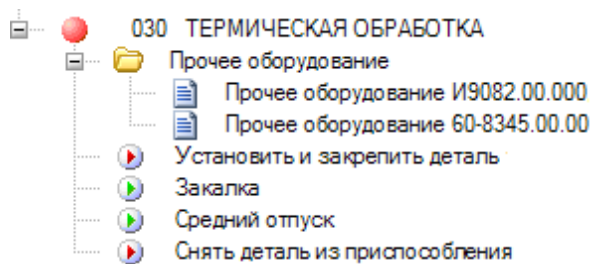 030 ТЕРМИЧЕСКАЯ ОБРАБОТКА
Прочее оборудование
Прочее оборудование И9082.00.000
Прочее оборудование 60-8345.00.00
Установить и закрепить деталь
Закалка
Средний отпуск
Снять деталь из приспособления